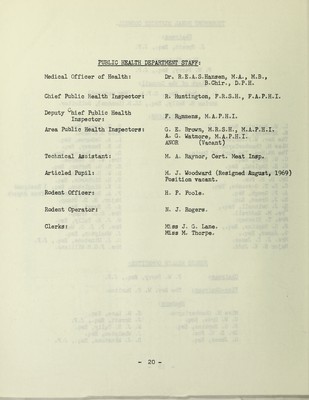 PUBLIC HEALTH DEPARTMENT STAFF:
Medical Officer of Health: Dr. B.E.A.S.Hansen, M.A., M.B.,
B.Chir., D.P.H.
Chief Public Health Inspector: R. Huntington, F.R.S.H., F.A.P.H.I.
Deputy Chief Public Health
Inspector: F. Rummens, M.A.P.H.I.
Area Public Health Inspectors: G. E. Brown, M.R.S.H., M.A.P.H.I.
A. G. Watmore, M.A.P.H.I.
ANOR (Vacant)
Technical Assistant: M. A. Haynor, Cert. Meat Insp.
Articled Pupil: M. J. Woodward (Resigned August, 1969)
Position vacant.
Rodent Officer: H. F. Poole.
Rodent Operator: N. J. Rogers.
Clerks: Miss J. G. Lane.
Miss M. Thorpe.
- 20 -